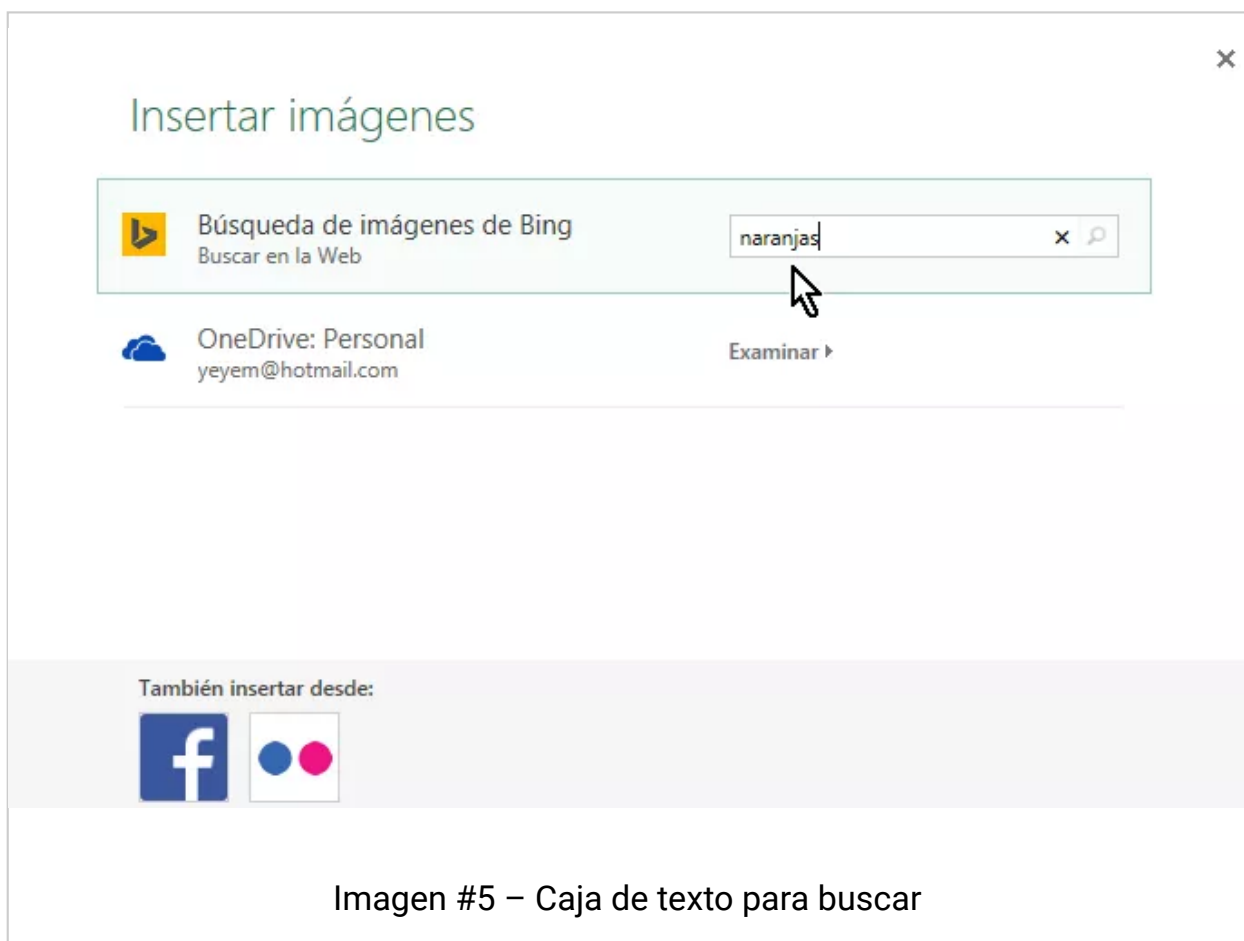 Insertar imágenes
Búsqueda de imágenes de Bing
Buscar en la Web
naranjas
OneDrive: Personal
yeyem@hotmail.com
Examinar
También insertar desde:
Imagen #5 – Caja de texto para buscar